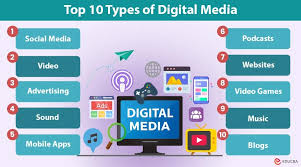 Top 10 Types of Digital Media
1 Social Media
2 Video
3 Advertising
4 Sound
5 Mobile Apps
6 Podcasts
7 Websites
8 Video Games
9 Music
10 Blogs
Ads
DIGITAL
MEDIA
EDUCBA